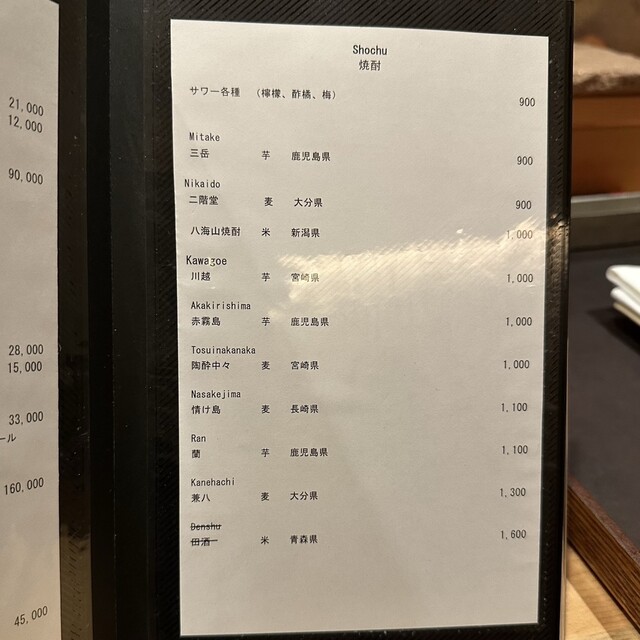 21,000
12,000
90,000
28,000
15,000
33,000
ール
160,000
45,000
Shochu
焼酎
サワー各種 （檸檬、酢橘、梅） 900
Mitake
三岳 芋 鹿児島県 900
Nikaido
二階堂 麦 大分県 900
八海山焼酎 米 新潟県 1,000
Kawaзoe
川越 芋 宮崎県 1,000
Akakirishima
赤霧島 芋 鹿児島県 1,000
Tosuinakanaka
陶酔中々 麦 宮崎県 1,000
Nasakejima
情け島 麦 長崎県 1,100
Ran
蘭 芋 鹿児島県 1,100
Kanehachi
兼八 麦 大分県 1,300
Denshu
田酒 米 青森県 1,600